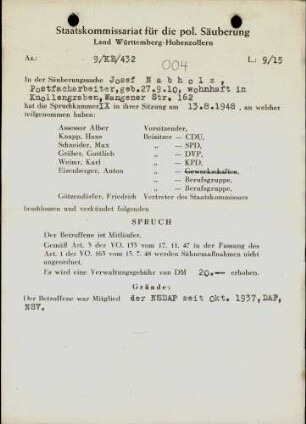 Staatskommissariat für die pol. Säuberung
Land Württemberg-Hohenzollern
Az.: 9/KB/432 L.: 9/15
004
In der Säuberungssache Josef Nabholz,
Postfacharbeiter,geb.27.9.10, wohnhaft in
Knollengraben, Wangener Str. 162
hat die Spruchkammer IX in ihrer Sitzung am 13.8.1948, an welcher
teilgenommen haben:
Assessor Alber Vorsitzender,
Knapp, Hans Beisitzer — CDU,
Schneider, Max „ — SPD,
Gräßer, Gottlieb „ — DVP,
Weiner, Karl „ — KPD,
Eisenberger, Anton „ — Gewerkschaften,
„ — Berufsgruppe,
„ — Berufsgruppe,
Götzendörfer, Friedrich Vertreter des Staatskommissars
beschlossen und verkündet folgenden
SPRUCH
Der Betroffene ist Mitläufer.
Gemäß Art. 5 der VO. 133 vom 17. 11. 47 in der Fassung des
Art. 1 der VO. 165 vom 15. 7. 48 werden Sühnemaßnahmen nicht
angeordnet.
Es wird eine Verwaltungsgebühr von DM 20.— erhoben.
Gründe:
Der Betroffene war Mitglied der NSDAP seit Okt. 1937, DAF,
NSV.